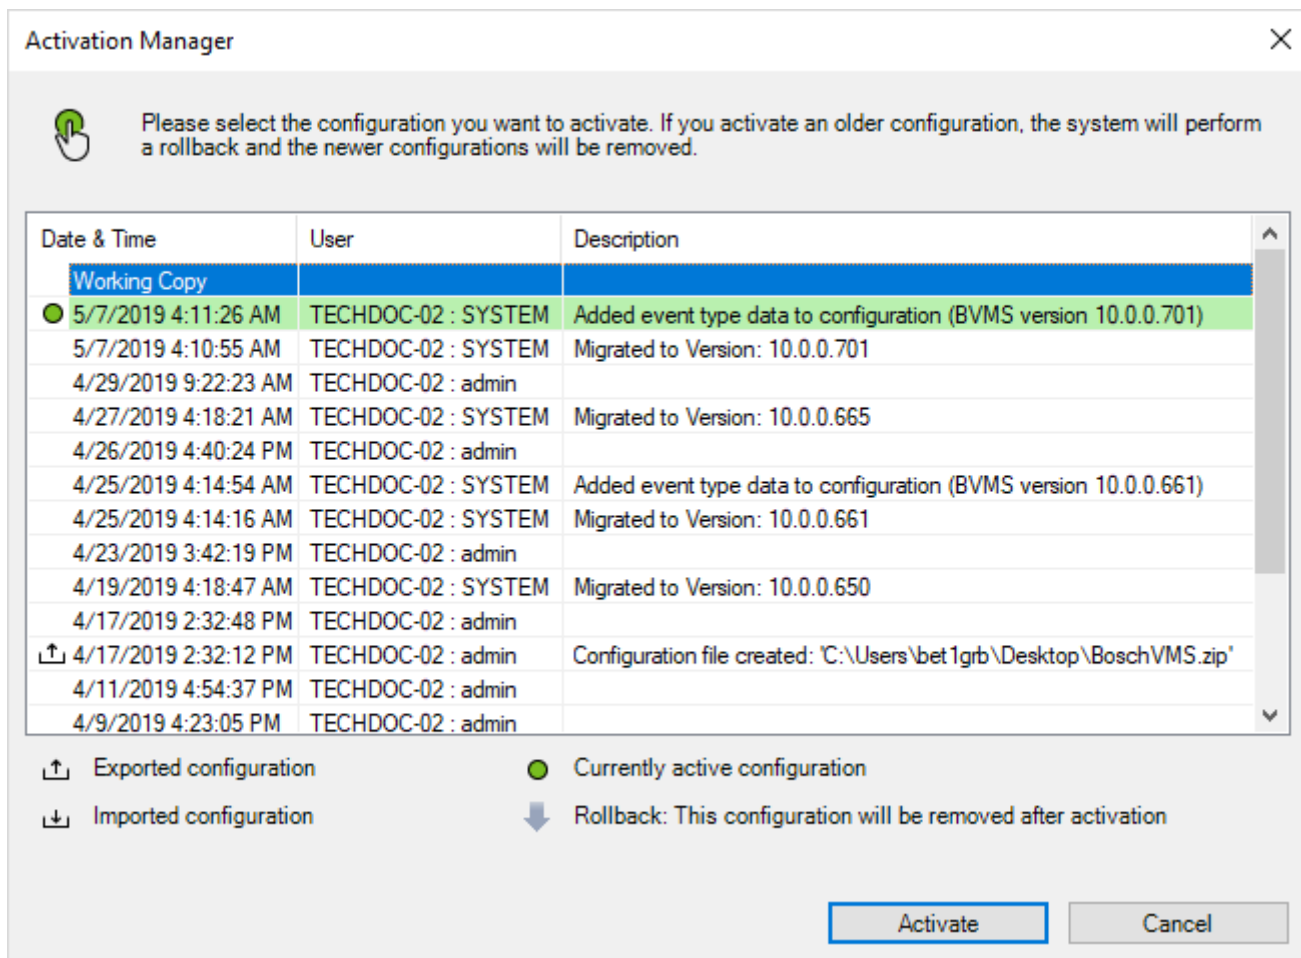 Activation Manager
Please select the configuration you want to activate. If you activate an older configuration, the system will perform
a rollback and the newer configurations will be removed.
Date & Time User Description
Working Copy
5/7/2019 4:11:26 AM TECHDOC-02 : SYSTEM Added event type data to configuration (BVMS version 10.0.0.701)
5/7/2019 4:10:55 AM TECHDOC-02 : SYSTEM Migrated to Version: 10.0.0.701
4/29/2019 9:22:23 AM TECHDOC-02 : admin
4/27/2019 4:18:21 AM TECHDOC-02 : SYSTEM Migrated to Version: 10.0.0.665
4/26/2019 4:40:24 PM TECHDOC-02 : admin
4/25/2019 4:14:54 AM TECHDOC-02 : SYSTEM Added event type data to configuration (BVMS version 10.0.0.661)
4/25/2019 4:14:16 AM TECHDOC-02 : SYSTEM Migrated to Version: 10.0.0.661
4/23/2019 3:42:19 PM TECHDOC-02 : admin
4/19/2019 4:18:47 AM TECHDOC-02 : SYSTEM Migrated to Version: 10.0.0.650
4/17/2019 2:32:48 PM TECHDOC-02 : admin
4/17/2019 2:32:12 PM TECHDOC-02 : admin Configuration file created: 'C:\Users\bet1grb\Desktop\BoschVMS.zip'
4/11/2019 4:54:37 PM TECHDOC-02 : admin
4/9/2019 4:23:05 PM TECHDOC-02 : admin
Exported configuration Currently active configuration
Imported configuration Rollback: This configuration will be removed after activation
Activate Cancel